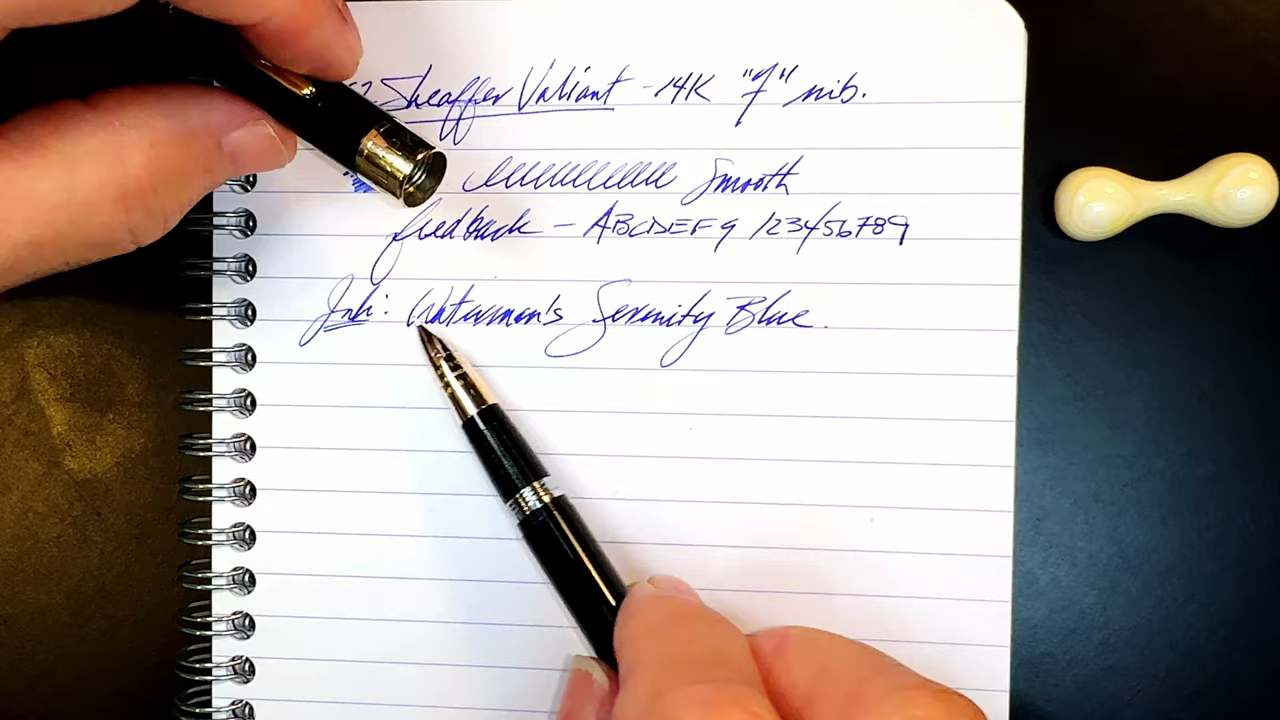 Sheaffer Valiant - 14K "F" nib.
Smooth
feedback - ABCDEFG 123456789
Ink: Waterman's Serenity Blue.